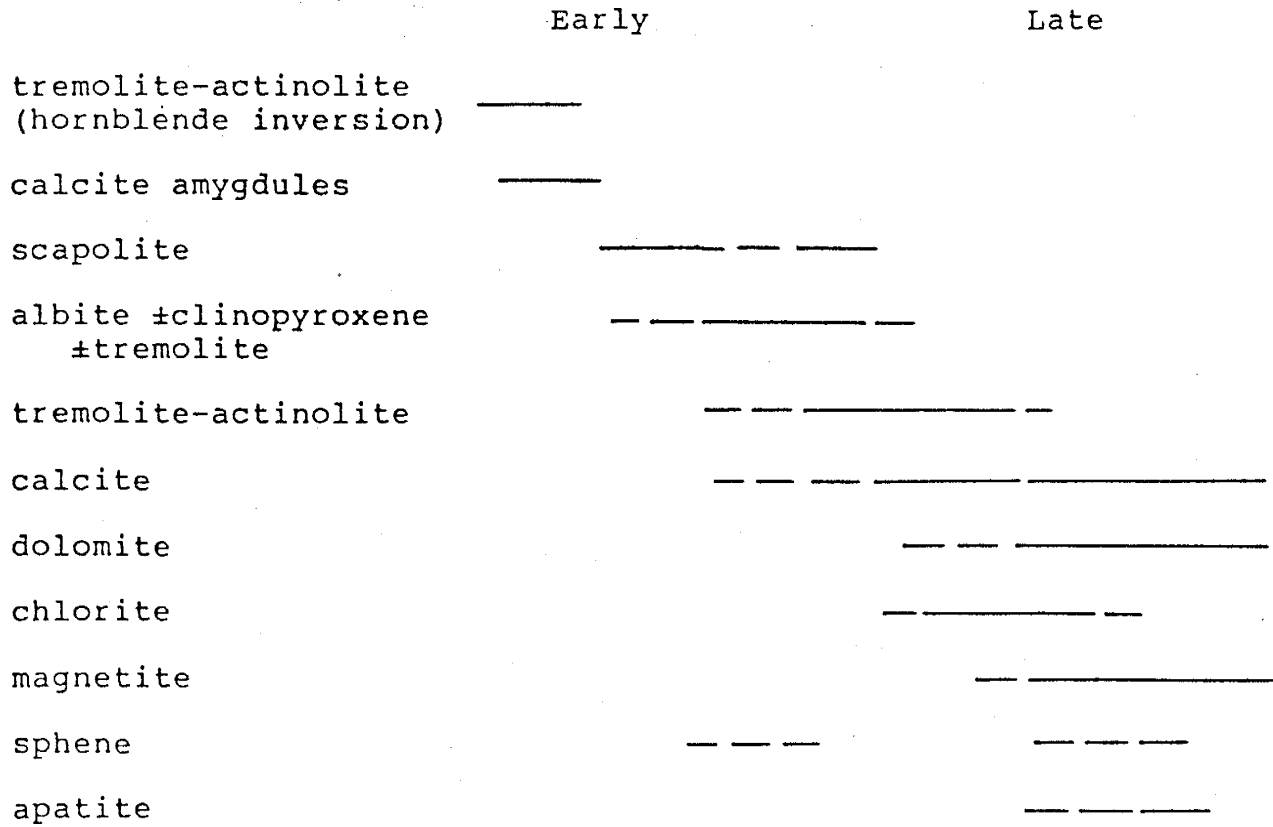 Early Late
tremolite-actinolite
(hornblende inversion)
calcite amygdules
scapolite
albite ±clinopyroxene
±tremolite
tremolite-actinolite
calcite
dolomite
chlorite
magnetite
sphene
apatite